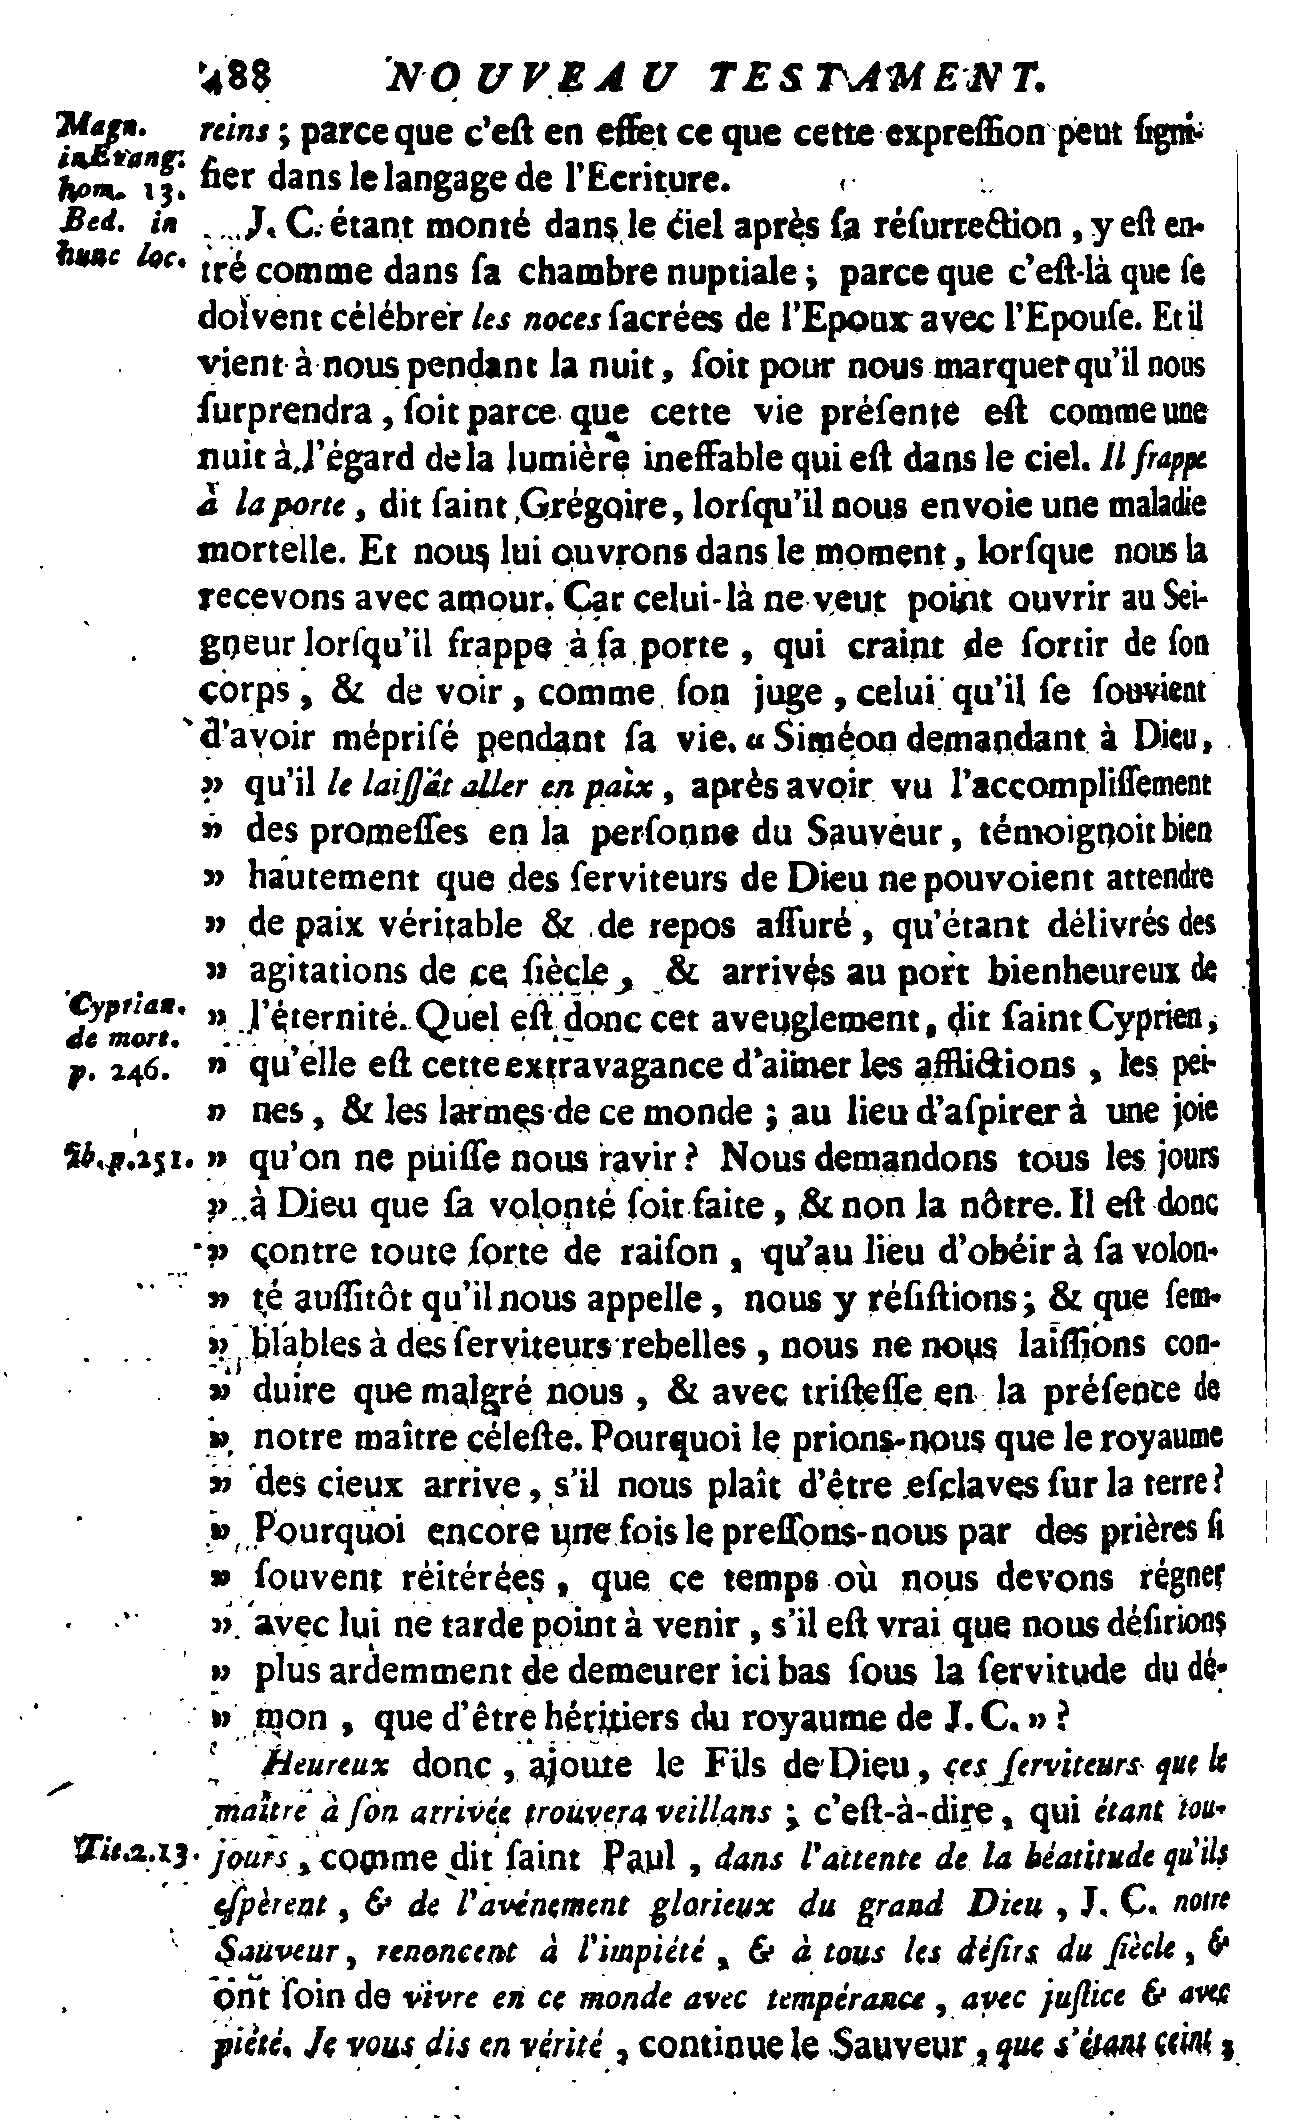 488 NOUVEAU TESTAMENT.
Magn. reins ; parce que c'eſt en effet ce que cette expreſſion peut ſigni-
in Evang. fier dans le langage de l'Ecriture.
hom. 13.
Bed. in J. C. étant monté dans le ciel après ſa réſurrection , y eſt en-
hunc loc. tré comme dans ſa chambre nuptiale ; parce que c'eſt-là que ſe
doivent célébrer les noces ſacrées de l'Epoux avec l'Epouſe. Et il
vient à nous pendant la nuit , ſoit pour nous marquer qu'il nous
ſurprendra , ſoit parce que cette vie préſente eſt comme une
nuit à l'égard de la lumière ineffable qui eſt dans le ciel. Il frappe
à la porte , dit ſaint Grégoire , lorſqu'il nous envoie une maladie
mortelle. Et nous lui ouvrons dans le moment , lorſque nous la
recevons avec amour. Car celui-là ne veut point ouvrir au Sei-
gneur lorſqu'il frappe à ſa porte , qui craint de ſortir de ſon
corps , & de voir , comme ſon juge , celui qu'il ſe ſouvient
d'avoir mépriſé pendant ſa vie. « Siméon demandant à Dieu ,
» qu'il le laiſſât aller en paix , après avoir vu l'accompliſſement
» des promeſſes en la perſonne du Sauveur , témoignoit bien
» hautement que des ſerviteurs de Dieu ne pouvoient attendre
» de paix véritable & de repos aſſuré , qu'étant délivrés des
» agitations de ce ſiècle , & arrivés au port bienheureux de
Cyprian. » l'éternité. Quel eſt donc cet aveuglement , dit ſaint Cyprien ,
de mort.
p. 246. » qu'elle eſt cette extravagance d'aimer les afflictions , les pei-
» nes , & les larmes de ce monde ; au lieu d'aſpirer à une joie
Ib. p. 251. » qu'on ne puiſſe nous ravir ? Nous demandons tous les jours
» à Dieu que ſa volonté ſoit faite , & non la nôtre. Il eſt donc
» contre toute ſorte de raiſon , qu'au lieu d'obéir à ſa volon-
» té auſſitôt qu'il nous appelle , nous y réſiſtions ; & que ſem-
» blables à des ſerviteurs rebelles , nous ne nous laiſſions con-
» duire que malgré nous , & avec triſteſſe en la préſence de
» notre maître céleſte. Pourquoi le prions-nous que le royaume
» des cieux arrive , s'il nous plaît d'être eſclaves ſur la terre ?
» Pourquoi encore une fois le preſſons-nous par des prières ſi
» ſouvent réitérées , que ce temps où nous devons régner
» avec lui ne tarde point à venir , s'il eſt vrai que nous déſirions
» plus ardemment de demeurer ici bas ſous la ſervitude du dé-
» mon , que d'être héritiers du royaume de J. C. » ?
Heureux donc , ajoute le Fils de Dieu , ces ſerviteurs que le
maître à ſon arrivée trouvera veillans ; c'eſt-à-dire , qui étant tou-
Tit. 2. 13. jours , comme dit ſaint Paul , dans l'attente de la béatitude qu'ils
eſpèrent , & de l'avénement glorieux du grand Dieu , J. C. notre
Sauveur , renoncent à l'impiété , & à tous les déſirs du ſiècle , &
ont ſoin de vivre en ce monde avec tempérance , avec juſtice & avec
piété. Je vous dis en vérité , continue le Sauveur , que s'étant ceint ,